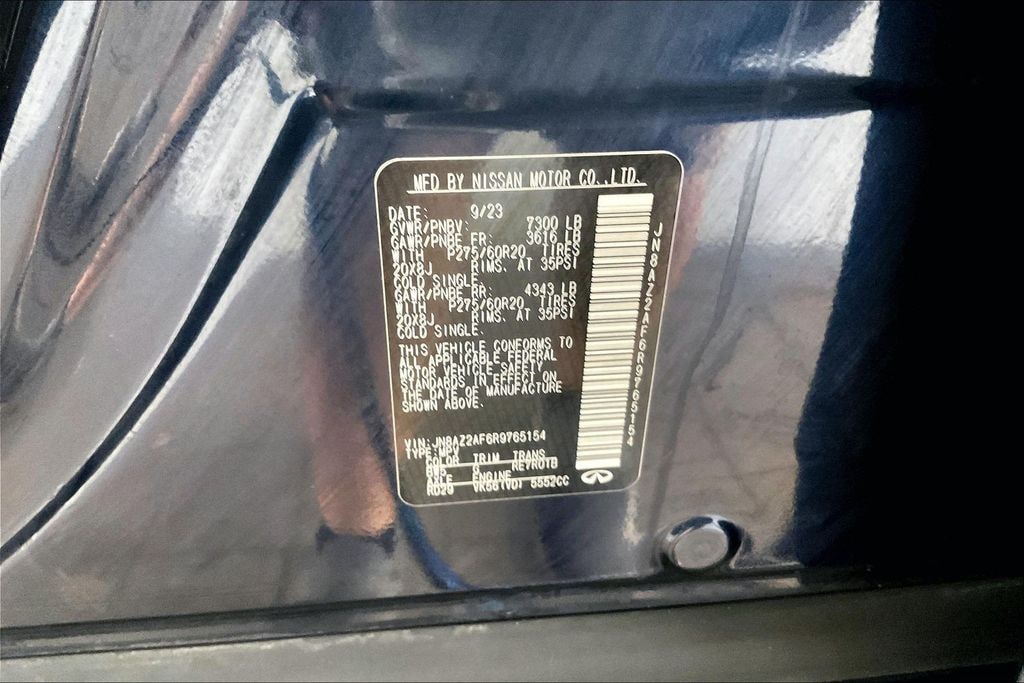 MFD BY NISSAN MOTOR CO.,LTD.
DATE: 9/23
GVWR/PNBV: 7300 LB
GAWR/PNBE FR: 3616 LB
WITH P275/60R20 TIRES
20X8J RIMS. AT 35PSI
COLD SINGLE.
GAWR/PNBE RR: 4343 LB
WITH P275/60R20 TIRES
20X8J RIMS. AT 35PSI
COLD SINGLE.
THIS VEHICLE CONFORMS TO
ALL APPLICABLE FEDERAL
MOTOR VEHICLE SAFETY
STANDARDS IN EFFECT ON
THE DATE OF MANUFACTURE
SHOWN ABOVE.
VIN:JN8AZ2AF6R9765154
TYPE:MPV
COLOR TRIM TRANS
BW5 G RE7R01B
AXLE ENGINE
RD29 VK56(VD) 5552CC
JN8AZ2AF6R9765154